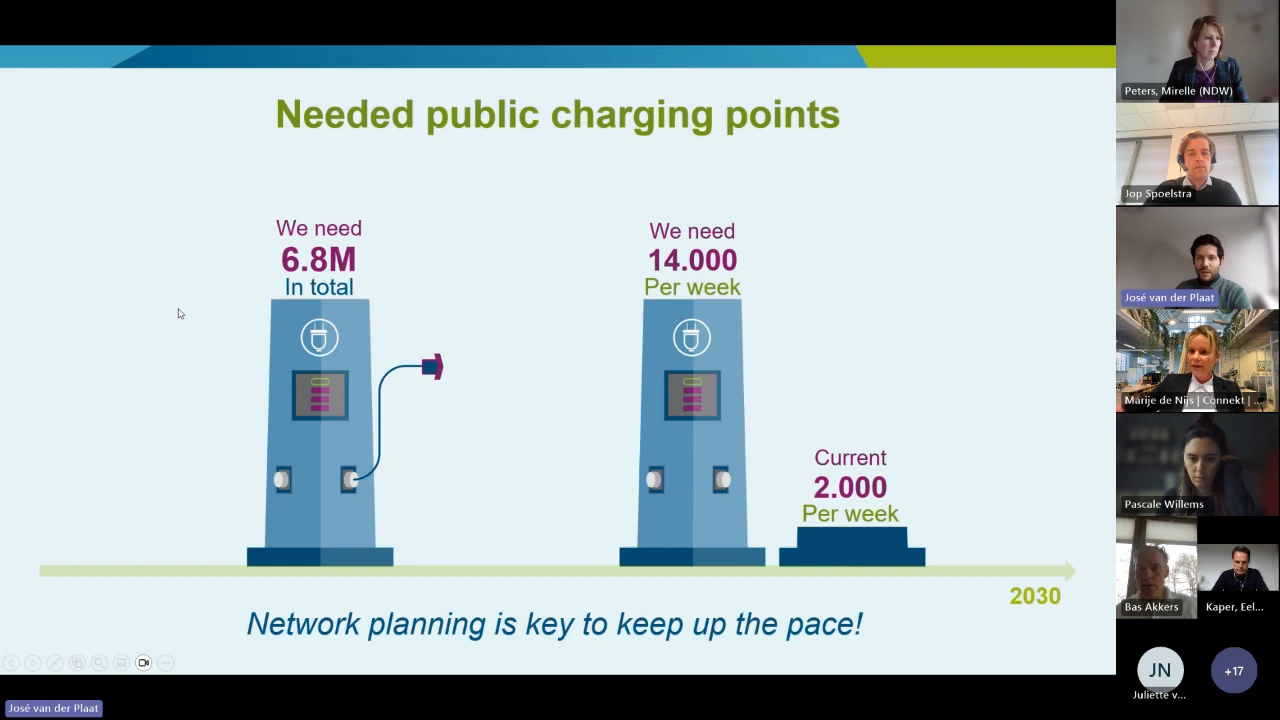 Needed public charging points
We need
6.8M
In total
We need
14.000
Per week
Current
2.000
Per week
2030
Network planning is key to keep up the pace!
José van der Plaat
Peters, Mirelle (NDW)
Jop Spoelstra
José van der Plaat
Marije de Nijs | Connekt | ...
Pascale Willems
Bas Akkers
Kaper, Eel...
JN
+17
Juliette v...